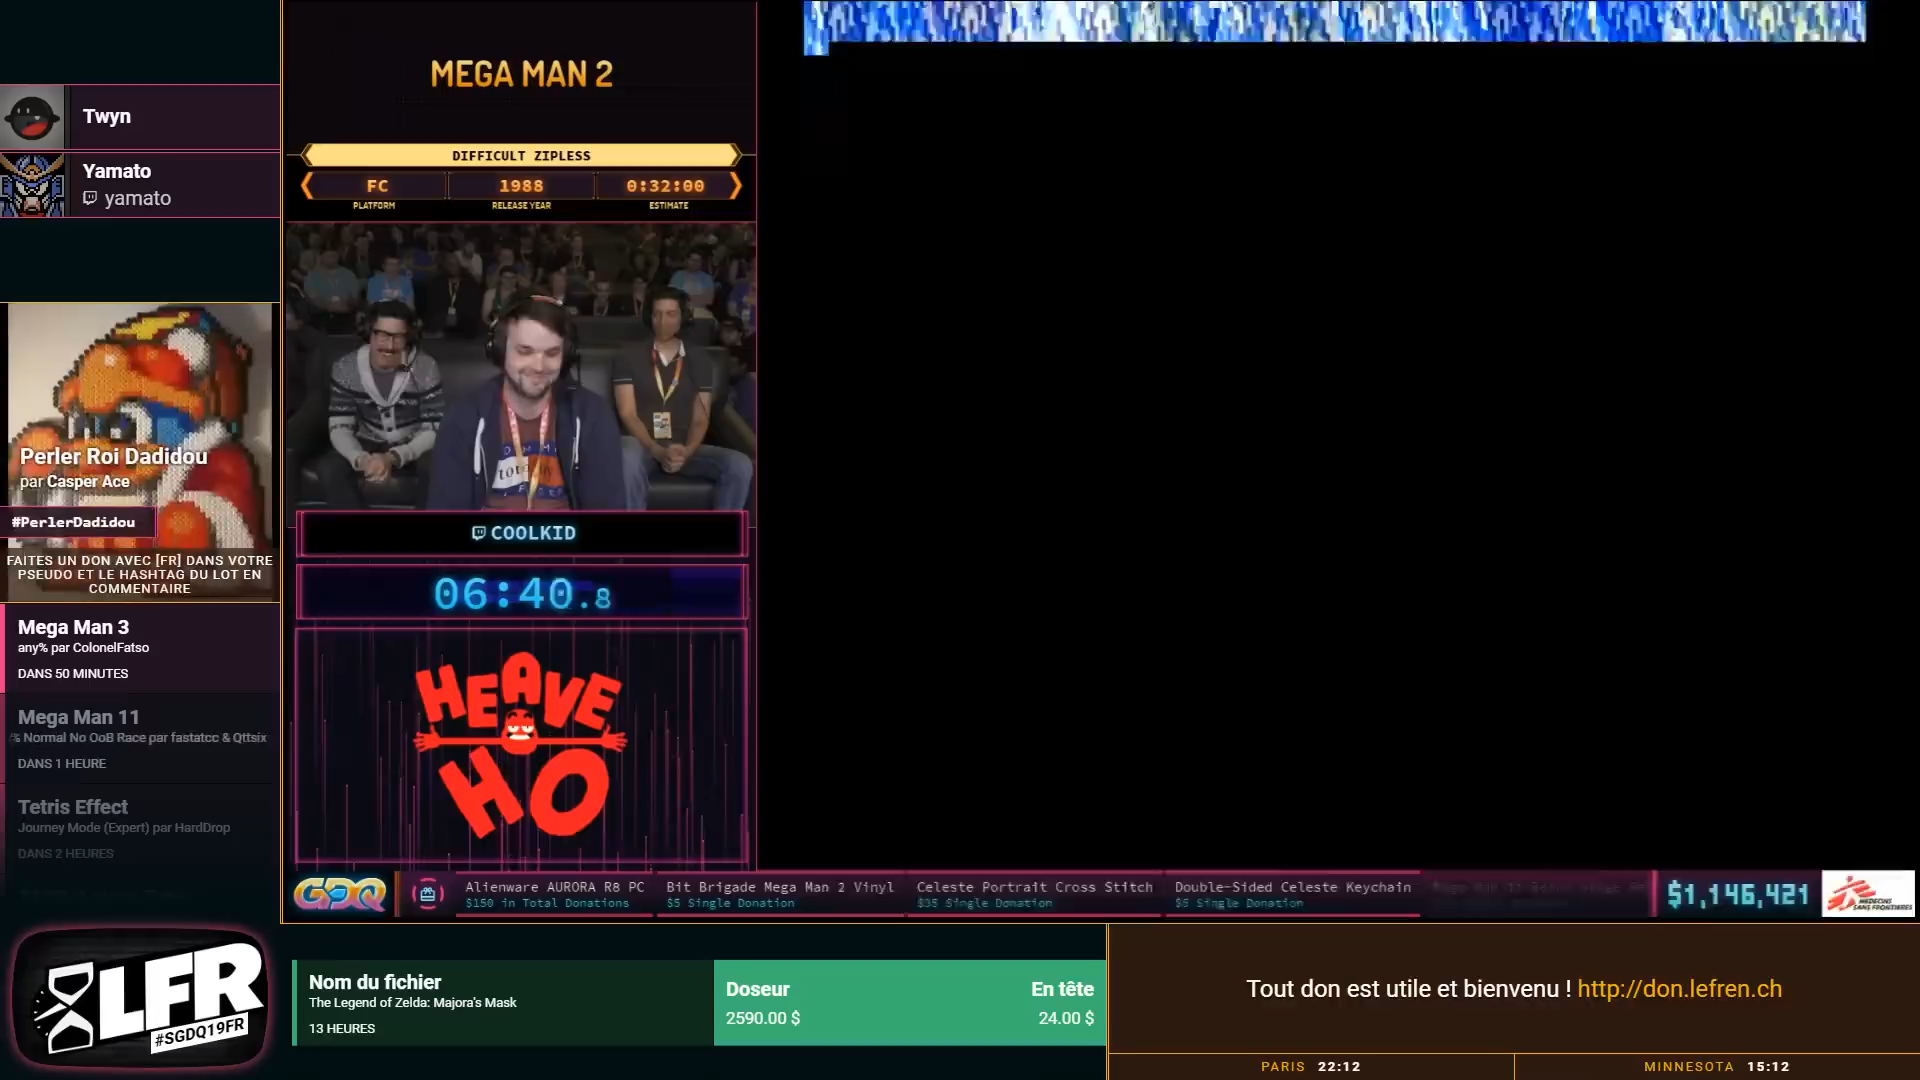 Twyn
Yamato
yamato
Perler Roi Dadidou
par Casper Ace
#PerlerDadidou
FAITES UN DON AVEC [FR] DANS VOTRE
PSEUDO ET LE HASHTAG DU LOT EN
COMMENTAIRE
Mega Man 3
any% par ColonelFatso
DANS 50 MINUTES
Mega Man 11
% Normal No OoB Race par fastatcc & Qttsix
DANS 1 HEURE
Tetris Effect
Journey Mode (Expert) par HardDrop
DANS 2 HEURES
LFR
#SGDQ19FR
MEGA MAN 2
DIFFICULT ZIPLESS
FC 1988 0:32:00
PLATFORM RELEASE YEAR ESTIMATE
COOLKID
06:40.8
HEAVE
HO
GDQ
Alienware AURORA R8 PC
$150 in Total Donations
Bit Brigade Mega Man 2 Vinyl
$5 Single Donation
Celeste Portrait Cross Stitch
$35 Single Donation
Double-Sided Celeste Keychain
$5 Single Donation
$1,146,421
MEDECINS
SANS FRONTIERES
Nom du fichier
The Legend of Zelda: Majora's Mask
13 HEURES
Doseur En tête
2590.00 $ 24.00 $
Tout don est utile et bienvenu ! http://don.lefren.ch
PARIS 22:12
MINNESOTA 15:12